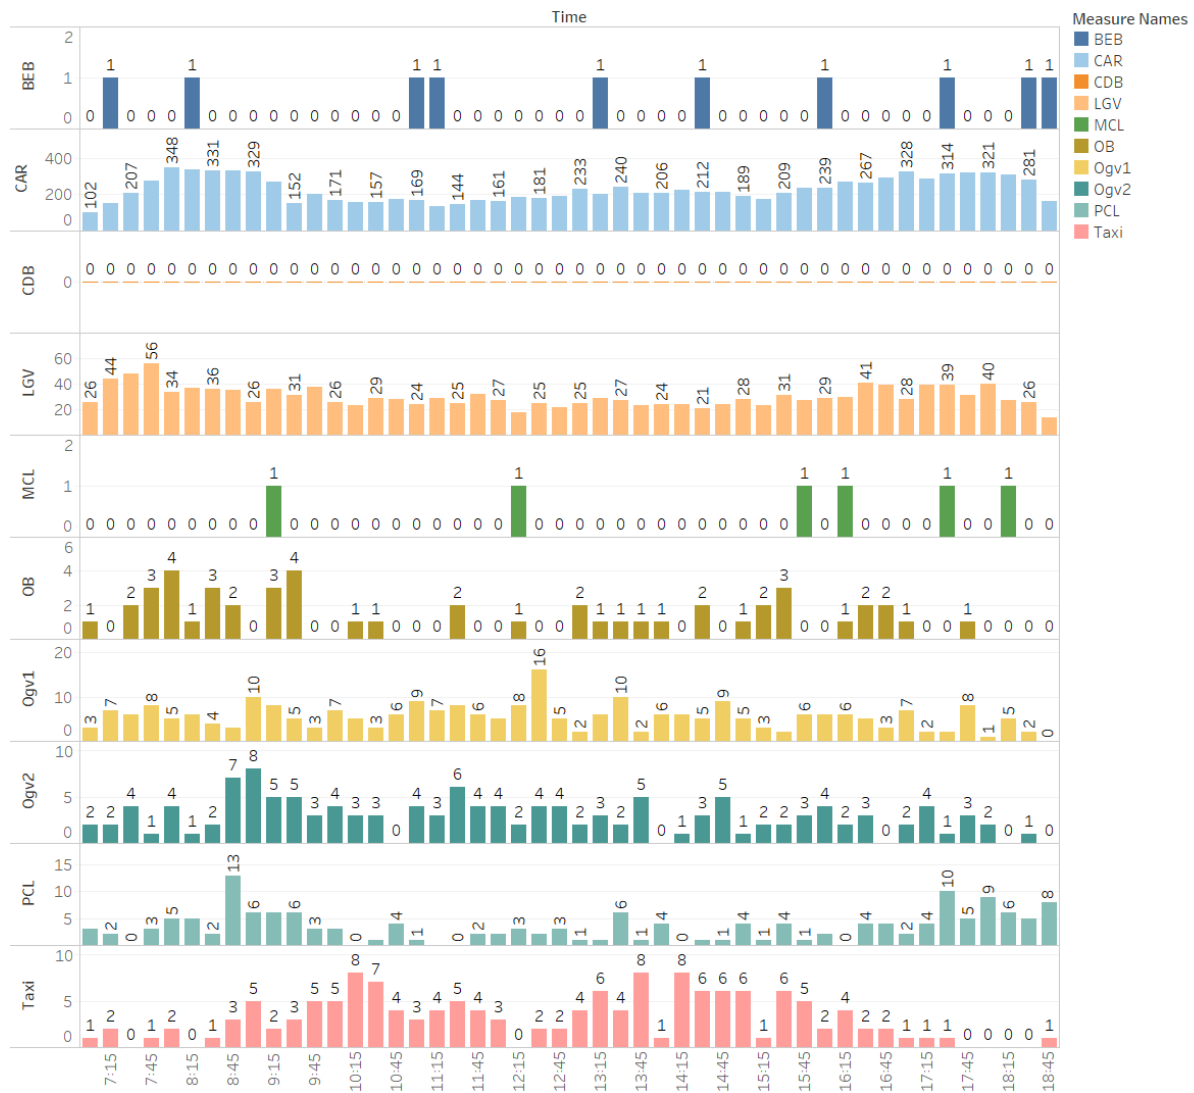 Time
BEB
2
1
0
0 1 0 0 0 1 0 0 0 0 0 0 0 0 0 0 1 1 0 0 0 0 0 0 0 1 0 0 0 0 1 0 0 0 0 0 1 0 0 0 0 0 1 0 0 0 1 1
CAR
400
200
0
102 207 348 331 329 152 171 157 169 144 161 181 233 240 206 212 189 209 239 267 328 314 321 281
CDB
0
0 0 0 0 0 0 0 0 0 0 0 0 0 0 0 0 0 0 0 0 0 0 0 0 0 0 0 0 0 0 0 0 0 0 0 0 0 0 0 0 0 0 0 0 0 0 0 0
LGV
60
40
20
26 44 56 34 36 26 31 26 29 24 25 27 25 25 27 24 21 28 31 29 41 28 39 40 26
MCL
2
1
0
0 0 0 0 0 0 0 0 0 1 0 0 0 0 0 0 0 0 0 0 0 1 0 0 0 0 0 0 0 0 0 0 0 0 0 1 0 1 0 0 0 0 1 0 0 1 0 0
OB
6
4
2
0
1 0 2 3 4 1 3 2 0 3 4 0 0 1 1 0 0 0 2 0 0 1 0 0 2 1 1 1 1 0 2 0 1 2 3 0 0 1 2 2 1 0 0 1 0 0 0 0
Ogv1
20
10
0
3 7 8 5 4 10 5 3 7 3 6 9 7 6 5 8 16 5 2 10 2 6 5 9 5 3 6 6 3 7 2 8 1 5 2 0
Ogv2
10
5
0
2 2 4 1 4 1 2 7 8 5 5 3 4 3 3 0 4 3 6 4 4 2 4 4 2 3 2 5 0 1 3 5 1 2 2 3 4 2 3 0 2 4 1 3 2 0 1 0
PCL
15
10
5
2 0 3 5 2 13 6 6 3 0 4 1 0 2 3 3 1 6 1 4 0 1 4 1 4 1 0 4 2 4 10 5 9 6 8
Taxi
10
5
0
1 2 0 1 2 0 1 3 5 2 3 5 5 8 7 4 3 4 5 4 3 0 2 2 4 6 4 8 1 8 6 6 6 1 6 5 2 4 2 2 1 1 1 0 0 0 0 1
7:15 7:45 8:15 8:45 9:15 9:45 10:15 10:45 11:15 11:45 12:15 12:45 13:15 13:45 14:15 14:45 15:15 15:45 16:15 16:45 17:15 17:45 18:15 18:45
Measure Names
BEB
CAR
CDB
LGV
MCL
OB
Ogv1
Ogv2
PCL
Taxi